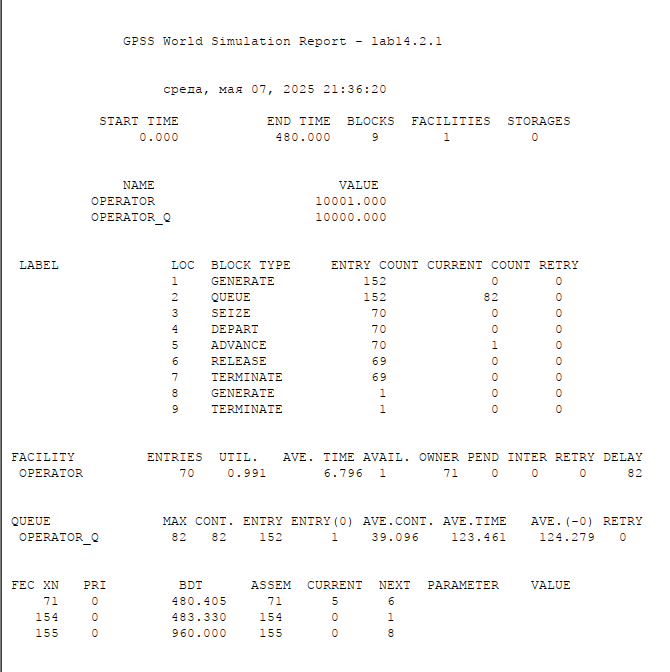 GPSS World Simulation Report - lab14.2.1
среда, мая 07, 2025 21:36:20
START TIME END TIME BLOCKS FACILITIES STORAGES
0.000 480.000 9 1 0
NAME VALUE
OPERATOR 10001.000
OPERATOR_Q 10000.000
LABEL LOC BLOCK TYPE ENTRY COUNT CURRENT COUNT RETRY
1 GENERATE 152 0 0
2 QUEUE 152 82 0
3 SEIZE 70 0 0
4 DEPART 70 0 0
5 ADVANCE 70 1 0
6 RELEASE 69 0 0
7 TERMINATE 69 0 0
8 GENERATE 1 0 0
9 TERMINATE 1 0 0
FACILITY ENTRIES UTIL. AVE. TIME AVAIL. OWNER PEND INTER RETRY DELAY
OPERATOR 70 0.991 6.796 1 71 0 0 0 82
QUEUE MAX CONT. ENTRY ENTRY(0) AVE.CONT. AVE.TIME AVE.(-0) RETRY
OPERATOR_Q 82 82 152 1 39.096 123.461 124.279 0
FEC XN PRI BDT ASSEM CURRENT NEXT PARAMETER VALUE
71 0 480.405 71 5 6
154 0 483.330 154 0 1
155 0 960.000 155 0 8